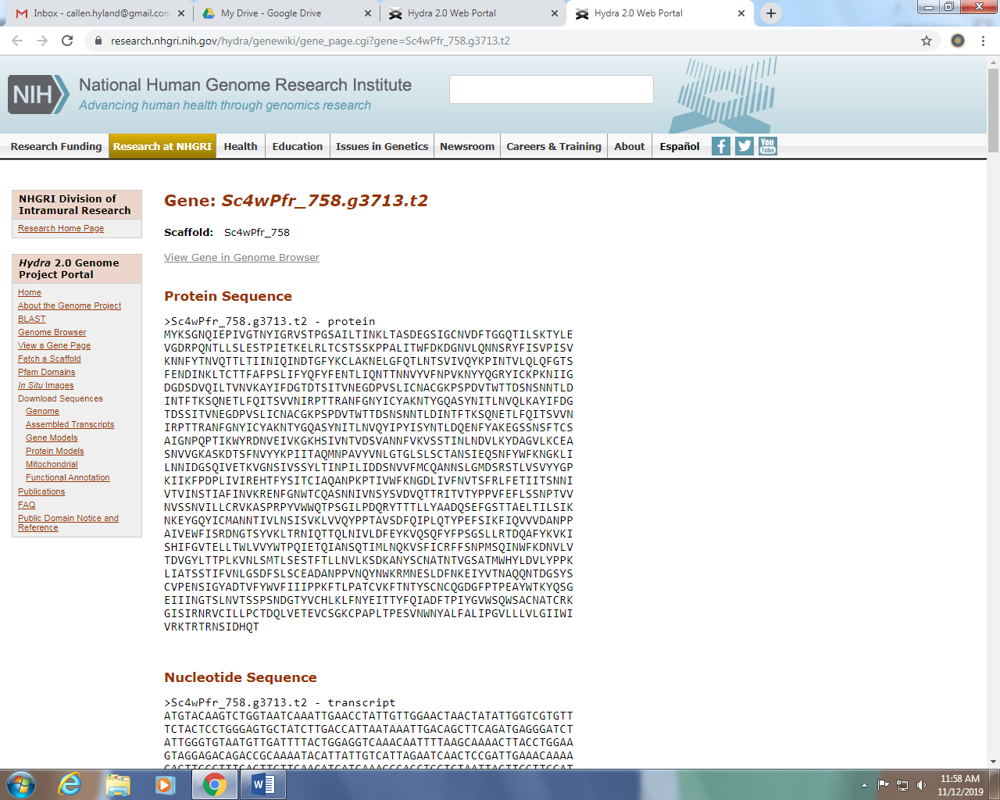 Inbox - callen.hyland@gmail.com
My Drive - Google Drive
Hydra 2.0 Web Portal
Hydra 2.0 Web Portal
research.nhgri.nih.gov/hydra/genewiki/gene_page.cgi?gene=Sc4wPfr_758.g3713.t2
NIH
National Human Genome Research Institute
Advancing human health through genomics research
Research Funding
Research at NHGRI
Health
Education
Issues in Genetics
Newsroom
Careers & Training
About
Español
You Tube
NHGRI Division of
Intramural Research
Research Home Page
Hydra 2.0 Genome
Project Portal
Home
About the Genome Project
BLAST
Genome Browser
View a Gene Page
Fetch a Scaffold
Pfam Domains
In Situ Images
Download Sequences
Genome
Assembled Transcripts
Gene Models
Protein Models
Mitochondrial
Functional Annotation
Publications
FAQ
Public Domain Notice and
Reference
Gene: Sc4wPfr_758.g3713.t2
Scaffold: Sc4wPfr_758
View Gene in Genome Browser
Protein Sequence
>Sc4wPfr_758.g3713.t2 - protein
MYKSGNQIEPIVGTNYIGRVSTPGSAILTINKLTASDEGSIGCNVDFTGGQTILSKTYLE
VGDRPQNTLLSLESTPIETKELRLTCSTSSKPPALITWFDKDGNVLQNNSRYFISVPISV
KNNFYTNVQTTLTIINIQINDTGFYKCLAKNELGFQTLNTSVIVQYKPINTVLQLQFGTS
FENDINKLTCTTFAFPSLIFYQFYFENTLIQNTTNNVYVFNPVKNYYQGRYICKPKNIIG
DGDSDVQILTVNVKAYIFDGTDTSITVNEGDPVSLICNACGKPSPDVTWTTDSNSNNTLD
INTFTKSQNETLFQITSVVNIRPTTRANFGNYICYAKNTYGQASYNITLNVQLKAYIFDG
TDSSITVNEGDPVSLICNACGKPSPDVTWTTDSNSNNTLDINTFTKSQNETLFQITSVVN
IRPTTRANFGNYICYAKNTYGQASYNITLNVQYIPYISYNTLDQENFYAKEGSSNSFTCS
AIGNPQPTIKWYRDNVEIVKGKHSIVNTVDSVANNFVKVSSTINLNDVLKYDAGVLKCEA
SNVVGKASKDTSFNVYYKPIITAQMNPAVYVNLGTGLSLSCTANSIEQSNFYWFKNGKLI
LNNIDGSQIVETKVGNSIVSSYLTINPILIDDSNVVFMCQANNSLGMDSRSTLVSVYYGP
KIIKFPDPLIVIREHTFYSITCIAQANPKPTIVWFKNGDLIVFNVTSFRLFETIITSNNI
VTVINSTIAFINVKRENFGNWTCQASNNIVNSYSVDVQTTRITVTYPPVFEFLSSNPTVV
NVSSNVILLCRVKASPRPYVWWQTPSGILPDQRYTTTLLYAADQSEFGSTTAELTILSIK
NKEYGQYICMANNTIVLNSISVKLVVQYPPTAVSDFQIPLQTYPEFSIKFIQVVVDANPP
AIVEWFISRDNGTSYVKLTRNIQTTQLNIVLDFEYKVQSQFYFPSGSLLRTDQAFYKVKI
SHIFGVTELLTWLVVYWTPQIETQIANSQTIMLNQKVSFICRFFSNPMSQINWFKDNVLV
TDVGYLTTPLKVNLSMTLSESTFTLLNVLKSDKANYSCNATNTVGSATMWHYLDVLYPPK
LIATSSTIFVNLGSDFSLSCEADANPPVNQYNWKRMNESLDFNKEIYVTNAQQNTDGSYS
CVPENSIGYADTVFYWVFIIIPPKFTLPATCVKFTNTYSCNCQGDGFPTPEAYWTKYQSG
EIIINGTSLNVTSSPSNDGTYVCHLKLFNYEITTYFQIADFTPIYGVWSQWSACNATCRK
GISIRNRVCILLPCTDQLVETEVCSGKCPAPLTPESVNWNYALFALIPGVLLLVLGIIWI
VRKTRTRNSIDHQT
Nucleotide Sequence
>Sc4wPfr_758.g3713.t2 - transcript
ATGTACAAGTCTGGTAATCAAATTGAACCTATTGTTGGAACTAACTATATTGGTCGTGTT
TCTACTCCTGGGAGTGCTATCTTGACCATTAATAAATTGACAGCTTCAGATGAGGGATCT
ATTGGGTGTAATGTTGATTTTACTGGAGGTCAAACAATTTTAAGCAAAACTTACCTGGAA
GTAGGAGACAGACCGCAAAATACATTATTGTCATTAGAATCAACTCCGATTGAAACAAAA
11:58 AM
11/12/2019